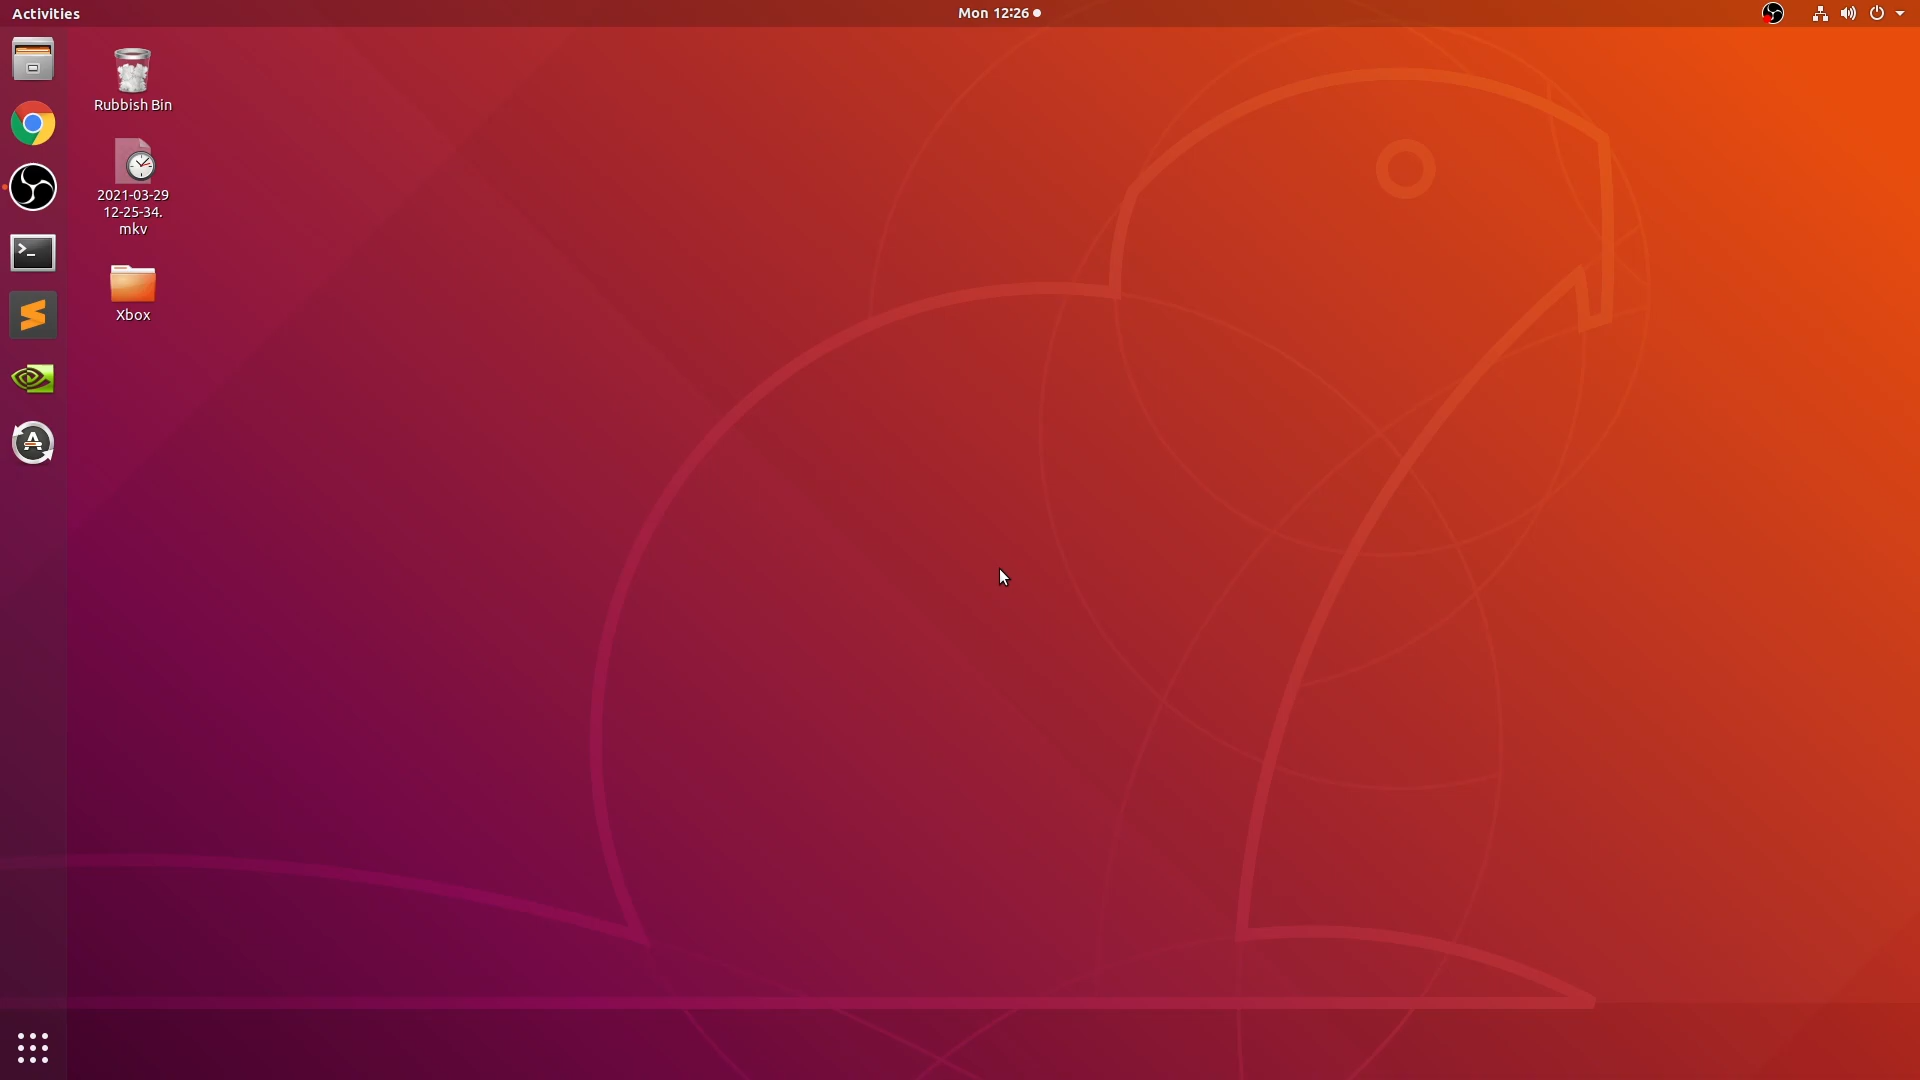 Activities
Mon 12:26
Rubbish Bin
2021-03-29
12-25-34.
mkv
Xbox